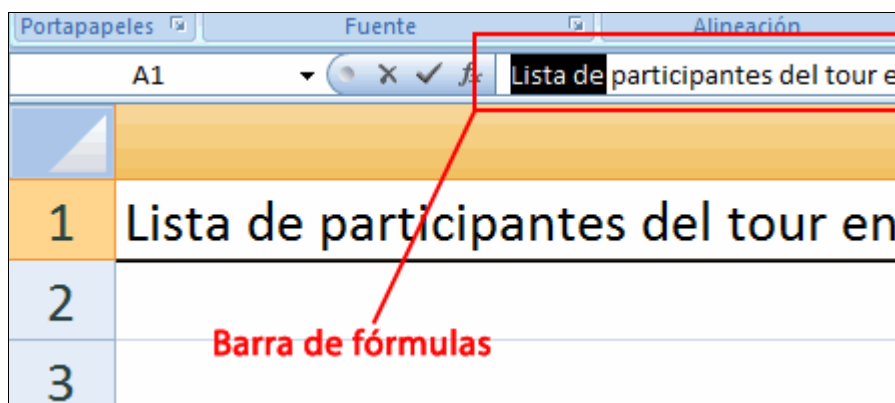 Portapapeles Fuente Alineación
A1 fx Lista de participantes del tour e
1 Lista de participantes del tour en
2
Barra de fórmulas
3